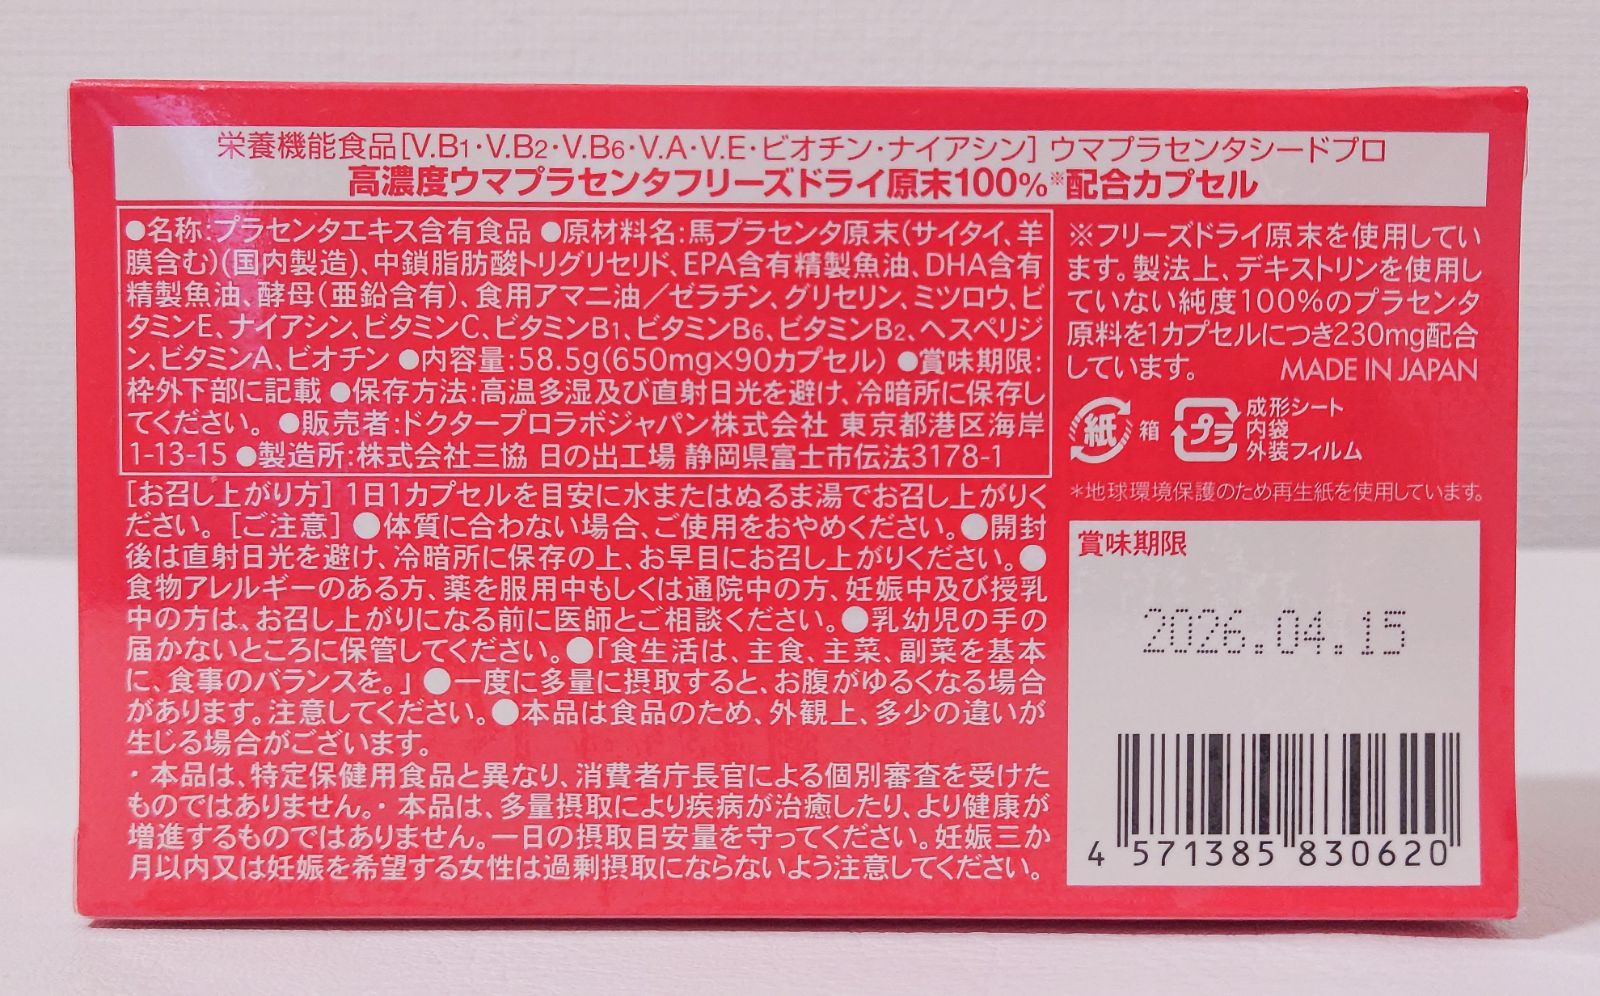 栄養機能食品[V.B1・V.B2・V.B6・V.A・V.E・ビオチン・ナイアシン] ウマプラセンタシードプロ
高濃度ウマプラセンタフリーズドライ原末100%※配合カプセル
●名称:プラセンタエキス含有食品 ●原材料名:馬プラセンタ原末(サイタイ、羊
膜含む)(国内製造)、中鎖脂肪酸トリグリセリド、EPA含有精製魚油、DHA含有
精製魚油、酵母(亜鉛含有)、食用アマニ油／ゼラチン、グリセリン、ミツロウ、ビ
タミンE、ナイアシン、ビタミンC、ビタミンB1、ビタミンB6、ビタミンB2、ヘスペリジ
ン、ビタミンA、ビオチン ●内容量:58.5g(650mg×90カプセル) ●賞味期限:
枠外下部に記載 ●保存方法:高温多湿及び直射日光を避け、冷暗所に保存し
てください。 ●販売者:ドクタープロラボジャパン株式会社 東京都港区海岸
1-13-15 ●製造所:株式会社三協 日の出工場 静岡県富士市伝法3178-1
[お召し上がり方] 1日1カプセルを目安に水またはぬるま湯でお召し上がりく
ださい。 [ご注意] ●体質に合わない場合、ご使用をおやめください。●開封
後は直射日光を避け、冷暗所に保存の上、お早目にお召し上がりください。●
食物アレルギーのある方、薬を服用中もしくは通院中の方、妊娠中及び授乳
中の方は、お召し上がりになる前に医師とご相談ください。●乳幼児の手の
届かないところに保管してください。●「食生活は、主食、主菜、副菜を基本
に、食事のバランスを。」 ●一度に多量に摂取すると、お腹がゆるくなる場合
があります。注意してください。●本品は食品のため、外観上、多少の違いが
生じる場合がございます。
・本品は、特定保健用食品と異なり、消費者庁長官による個別審査を受けた
ものではありません。・本品は、多量摂取により疾病が治癒したり、より健康が
増進するものではありません。一日の摂取目安量を守ってください。妊娠三か
月以内又は妊娠を希望する女性は過剰摂取にならないよう注意してください。
※フリーズドライ原末を使用してい
ます。製法上、デキストリンを使用し
ていない純度100%のプラセンタ
原料を1カプセルにつき230mg配合
しています。 MADE IN JAPAN
紙 箱 プラ 成形シート
内袋
外装フィルム
*地球環境保護のため再生紙を使用しています。
賞味期限
2026.04.15
4 571385 830620